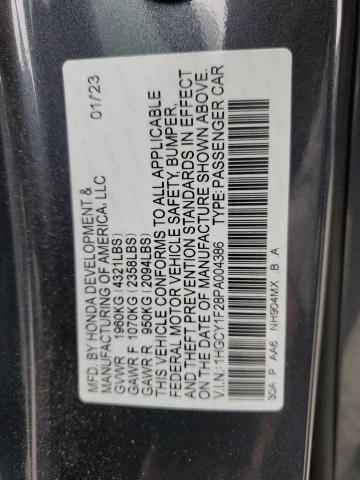 MFD. BY HONDA DEVELOPMENT & 01/23
MANUFACTURING OF AMERICA, LLC
GVWR 1960KG (4321LBS)
GAWR F 1070KG (2358LBS)
GAWR R 950KG (2094LBS)
THIS VEHICLE CONFORMS TO ALL APPLICABLE
FEDERAL MOTOR VEHICLE SAFETY, BUMPER,
AND THEFT PREVENTION STANDARDS IN EFFECT
ON THE DATE OF MANUFACTURE SHOWN ABOVE.
V.I.N.: 1HGCY1F28PA004386 TYPE: PASSENGER CAR
30A P AA6 NH904MX B A